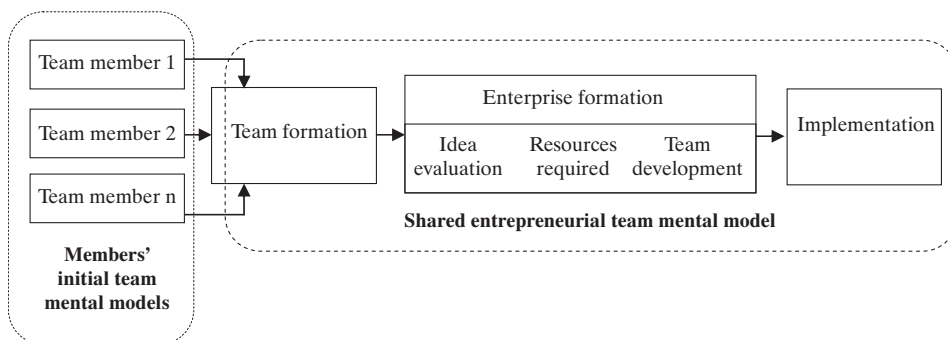 Team member 1
Team member 2
Team member n
Members'
initial team
mental models
Team formation
Enterprise formation
Idea
evaluation
Resources
required
Team
development
Implementation
Shared entrepreneurial team mental model